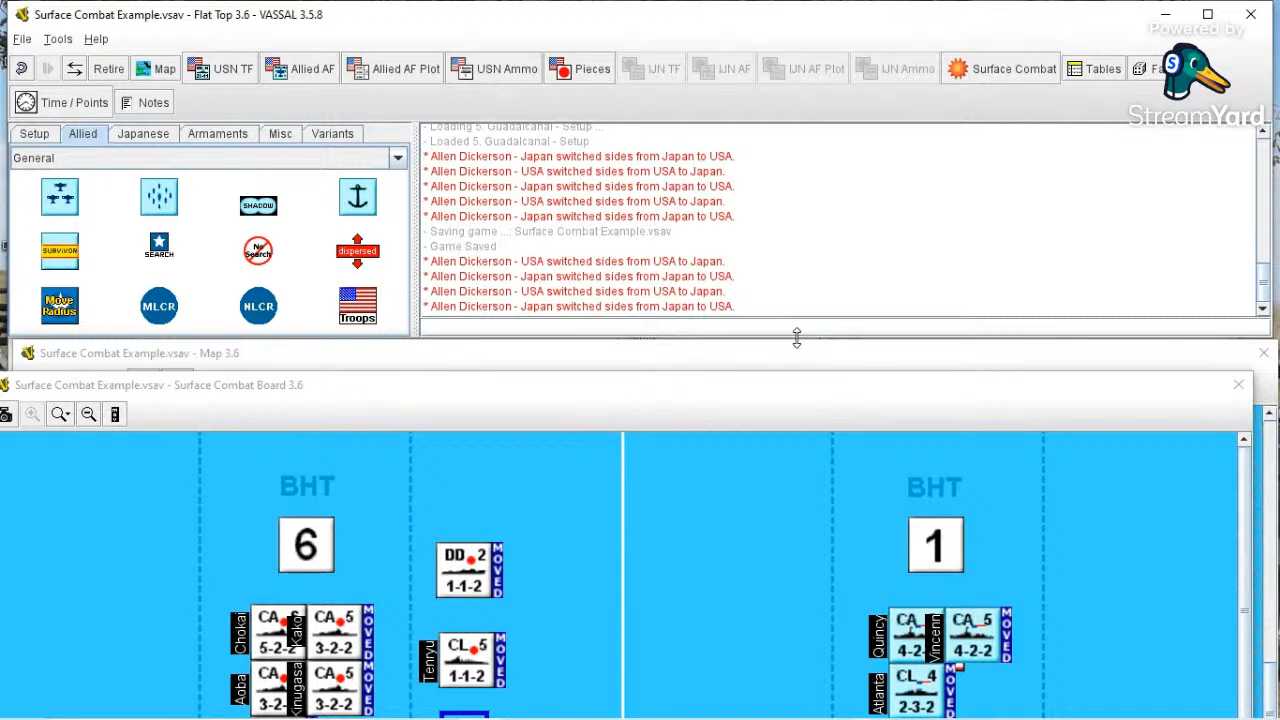 Surface Combat Example.vsav - Flat Top 3.6 - VASSAL 3.5.8
Powered by
StreamYard
File Tools Help
Retire Map USN TF Allied AF Allied AF Plot USN Ammo Pieces IJN TF IJN AF IJN AF Plot IJN Ammo Surface Combat Tables
Time / Points Notes
Setup Allied Japanese Armaments Misc Variants
General
SHADOW
SURVIVOR SEARCH No Search dispersed
Move Radius MLCR NLCR Troops
- Loading 5. Guadalcanal - Setup ...
- Loaded 5. Guadalcanal - Setup
* Allen Dickerson - Japan switched sides from Japan to USA.
* Allen Dickerson - USA switched sides from USA to Japan.
* Allen Dickerson - Japan switched sides from Japan to USA.
* Allen Dickerson - USA switched sides from USA to Japan.
* Allen Dickerson - Japan switched sides from Japan to USA.
- Saving game ...: Surface Combat Example.vsav
- Game Saved
* Allen Dickerson - USA switched sides from USA to Japan.
* Allen Dickerson - Japan switched sides from Japan to USA.
* Allen Dickerson - USA switched sides from USA to Japan.
* Allen Dickerson - Japan switched sides from Japan to USA.
Surface Combat Example.vsav - Map 3.6
Surface Combat Example.vsav - Surface Combat Board 3.6
BHT BHT
6 1
DD 2
1-1-2
MOVED
Chokai CA 5-2-2 Kako CA 5 3-2-2 MOVED
Aoba CA 3-2- Kinugasa CA 5 3-2-2 MOVED
Tenryu CL 5 1-1-2 MOVED
Quincy CA 4-2- Vincenn CA 5 4-2-2 MOVED
Atlanta CL 4 2-3-2 MOVED